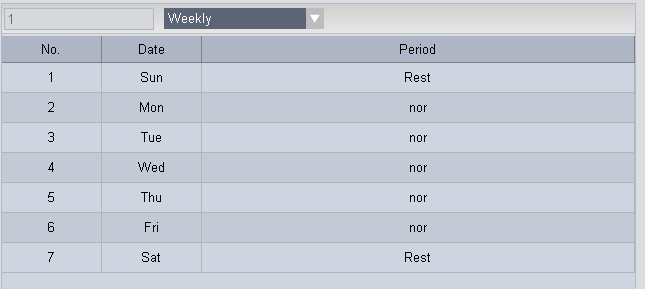 1 Weekly
No. Date Period
1 Sun Rest
2 Mon nor
3 Tue nor
4 Wed nor
5 Thu nor
6 Fri nor
7 Sat Rest